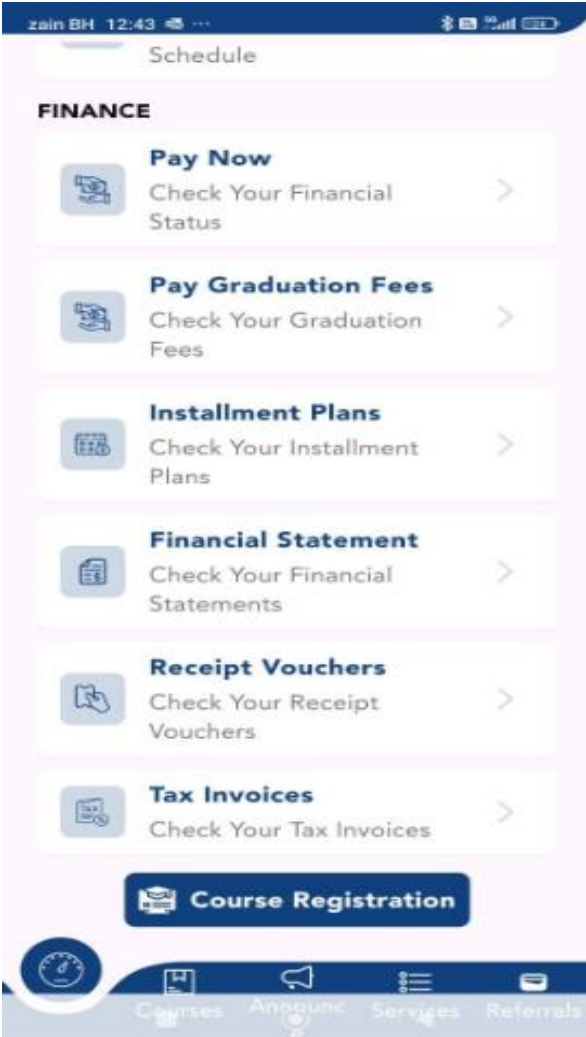 zain BH 12:43
Schedule
FINANCE
Pay Now
Check Your Financial
Status
Pay Graduation Fees
Check Your Graduation
Fees
Installment Plans
Check Your Installment
Plans
Financial Statement
Check Your Financial
Statements
Receipt Vouchers
Check Your Receipt
Vouchers
Tax Invoices
Check Your Tax Invoices
Course Registration
Courses Announc Services Referrals